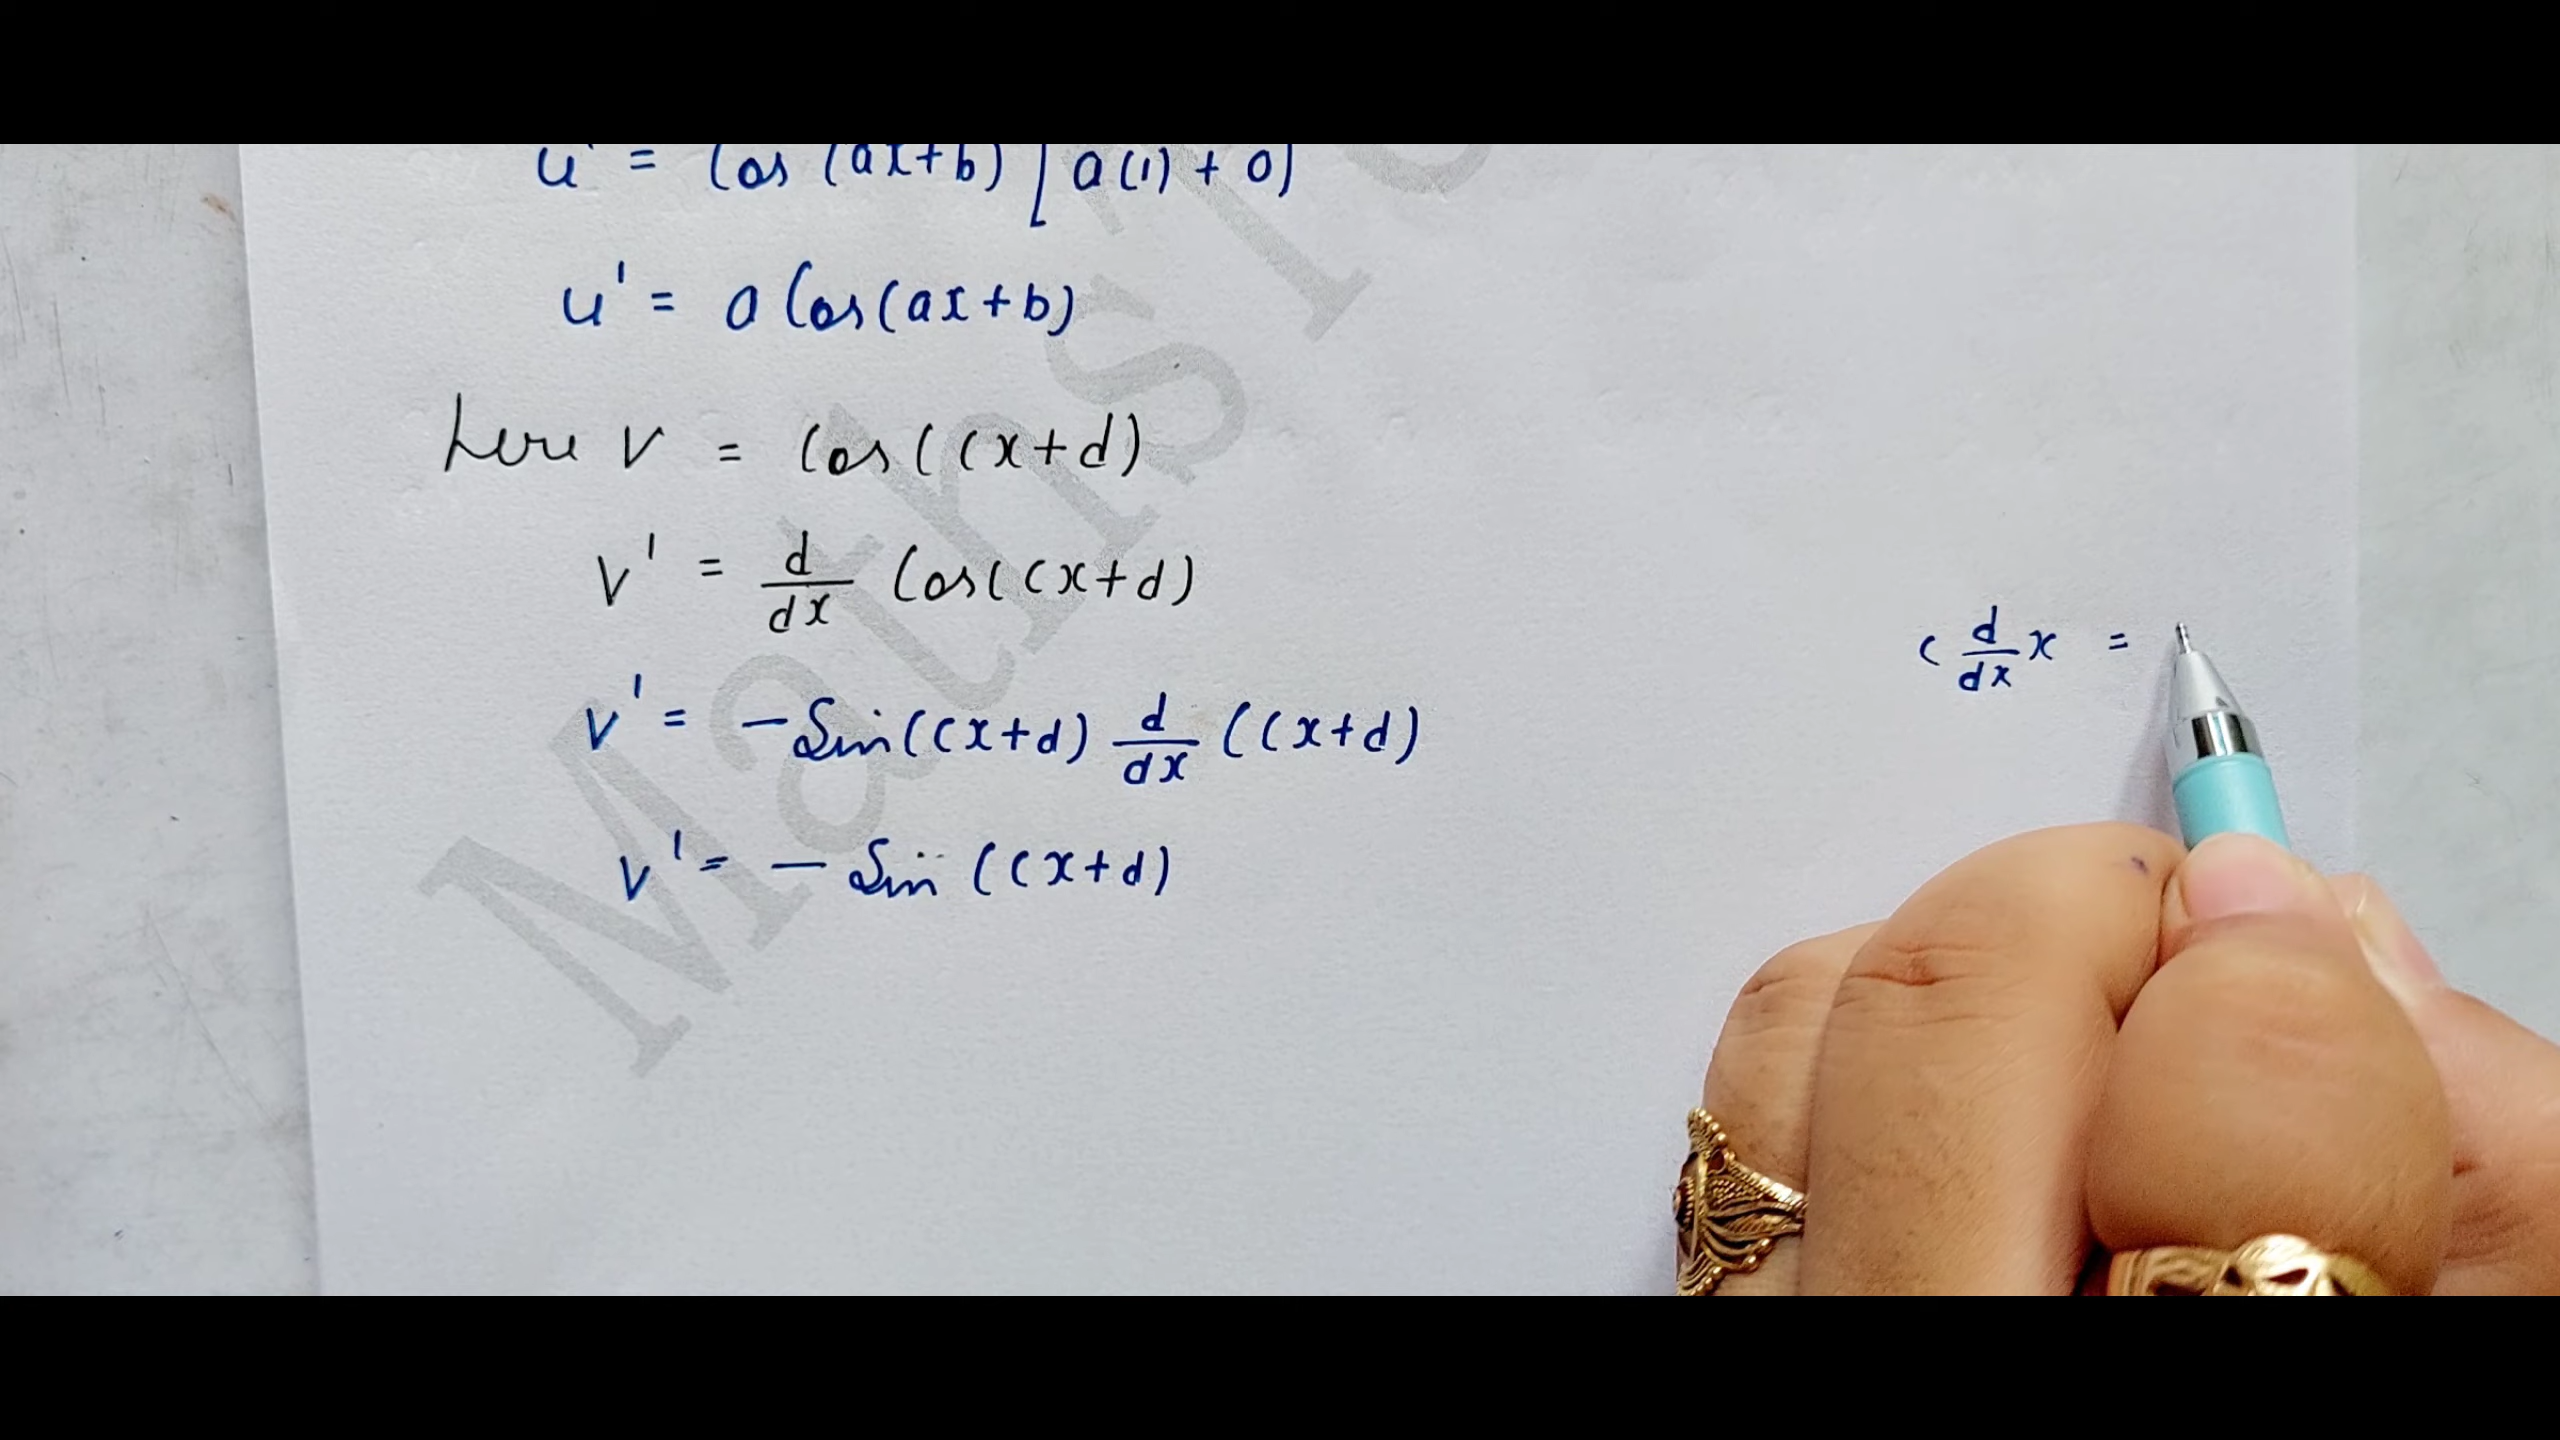 u' = Cos (ax+b) [a(1) + 0]
u' = a Cos(ax+b)
here v = Cos(cx+d)
v' = d/dx Cos(cx+d)
c d/dx x =
v' = -Sin(cx+d) d/dx (cx+d)
v' = - Sin (cx+d)
Maths